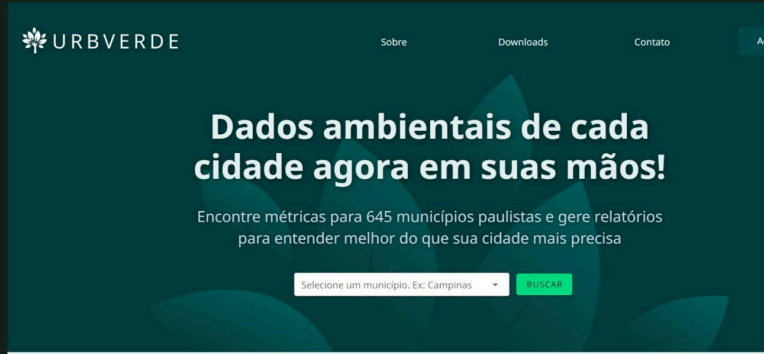 URBVERDE
Sobre
Downloads
Contato
Dados ambientais de cada
cidade agora em suas mãos!
Encontre métricas para 645 municípios paulistas e gere relatórios
para entender melhor do que sua cidade mais precisa
Selecione um município. Ex: Campinas
BUSCAR